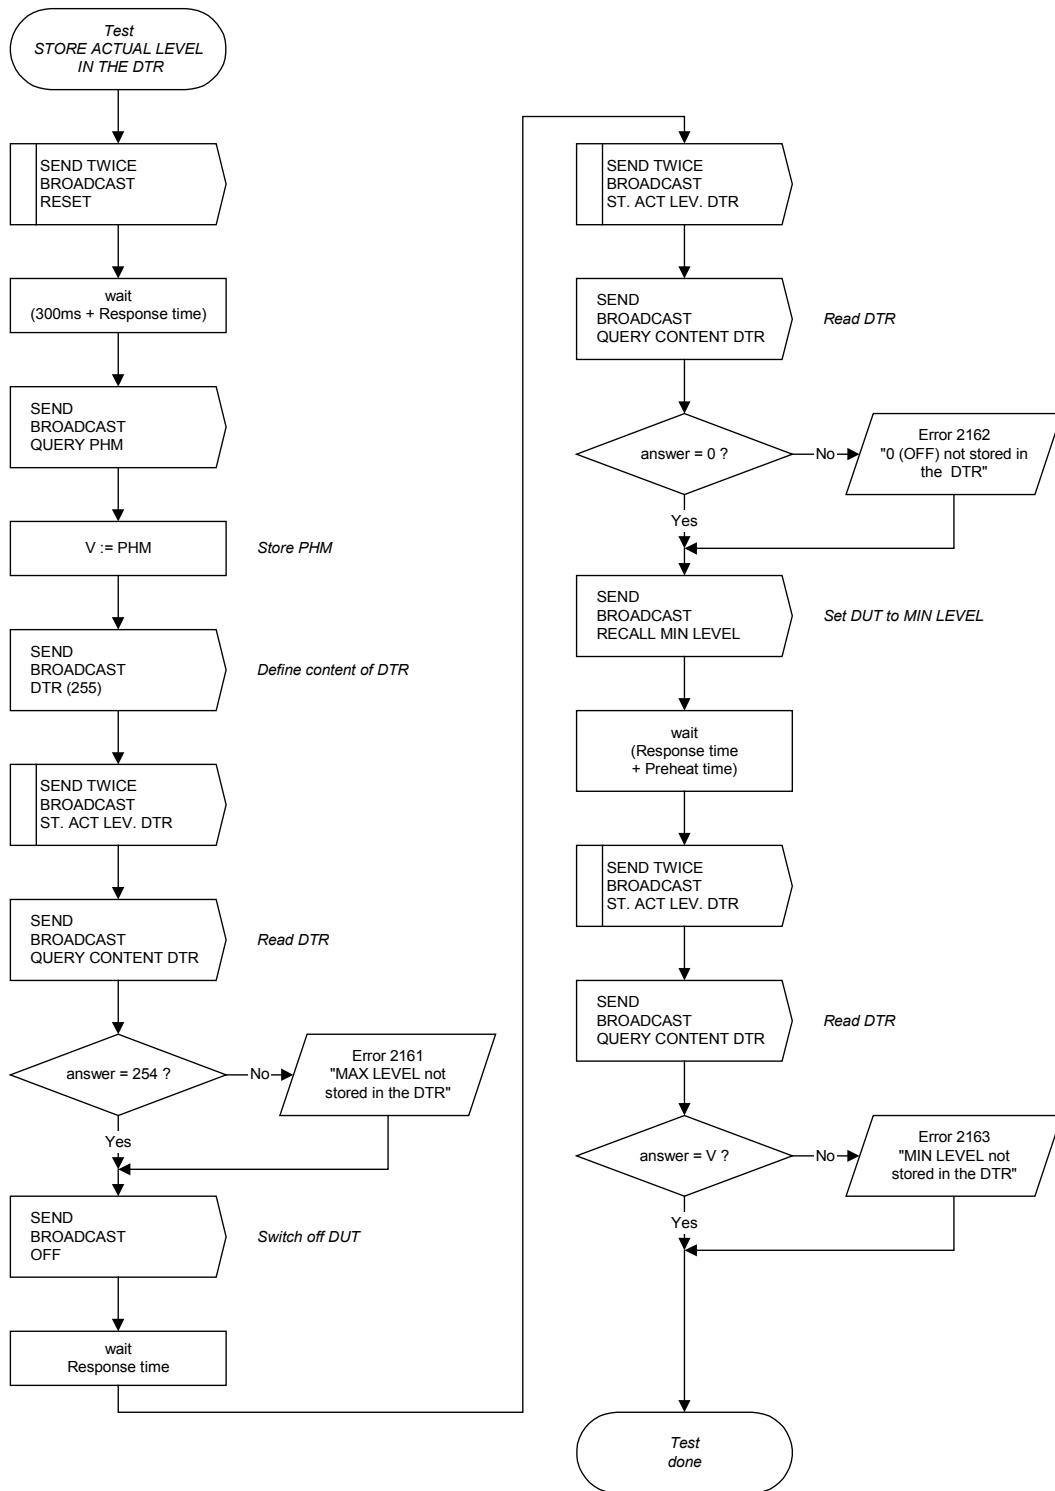 Test
STORE ACTUAL LEVEL
IN THE DTR
SEND TWICE
BROADCAST
RESET
wait
(300ms + Response time)
SEND
BROADCAST
QUERY PHM
V := PHM
Store PHM
SEND
BROADCAST
DTR (255)
Define content of DTR
SEND TWICE
BROADCAST
ST. ACT LEV. DTR
SEND
BROADCAST
QUERY CONTENT DTR
Read DTR
answer = 254 ?
No
Error 2161
"MAX LEVEL not
stored in the DTR"
Yes
SEND
BROADCAST
OFF
Switch off DUT
wait
Response time
SEND TWICE
BROADCAST
ST. ACT LEV. DTR
SEND
BROADCAST
QUERY CONTENT DTR
Read DTR
answer = 0 ?
No
Error 2162
"0 (OFF) not stored in
the  DTR"
Yes
SEND
BROADCAST
RECALL MIN LEVEL
Set DUT to MIN LEVEL
wait
(Response time
+ Preheat time)
SEND TWICE
BROADCAST
ST. ACT LEV. DTR
SEND
BROADCAST
QUERY CONTENT DTR
Read DTR
answer = V ?
No
Error 2163
"MIN LEVEL not
stored in the DTR"
Yes
Test
done